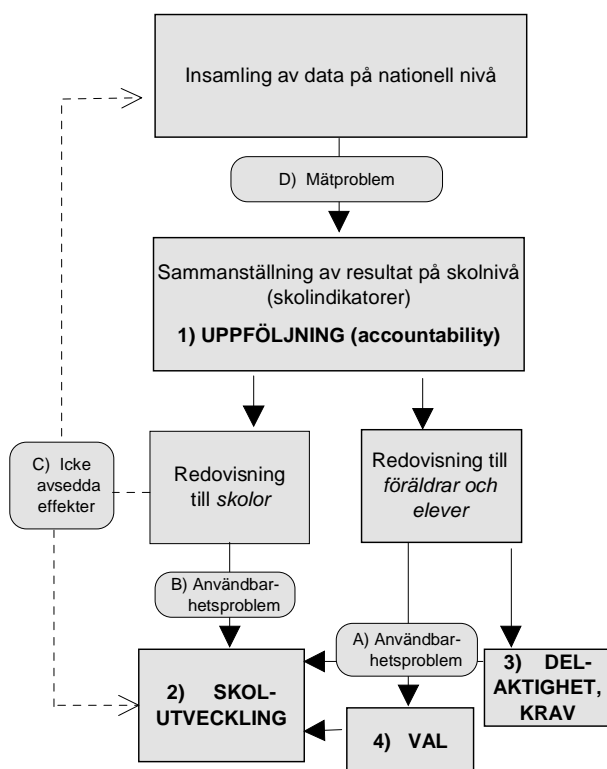 Insamling av data på nationell nivå
D) Mätproblem
Sammanställning av resultat på skolnivå
(skolindikatorer)
1) UPPFÖLJNING (accountability)
C) Icke
avsedda
effekter
Redovisning
till skolor
Redovisning till
föräldrar och
elever
B) Användbar-
hetsproblem
A) Användbar-
hetsproblem
2) SKOL-
UTVECKLING
3) DEL-
AKTIGHET,
KRAV
4) VAL